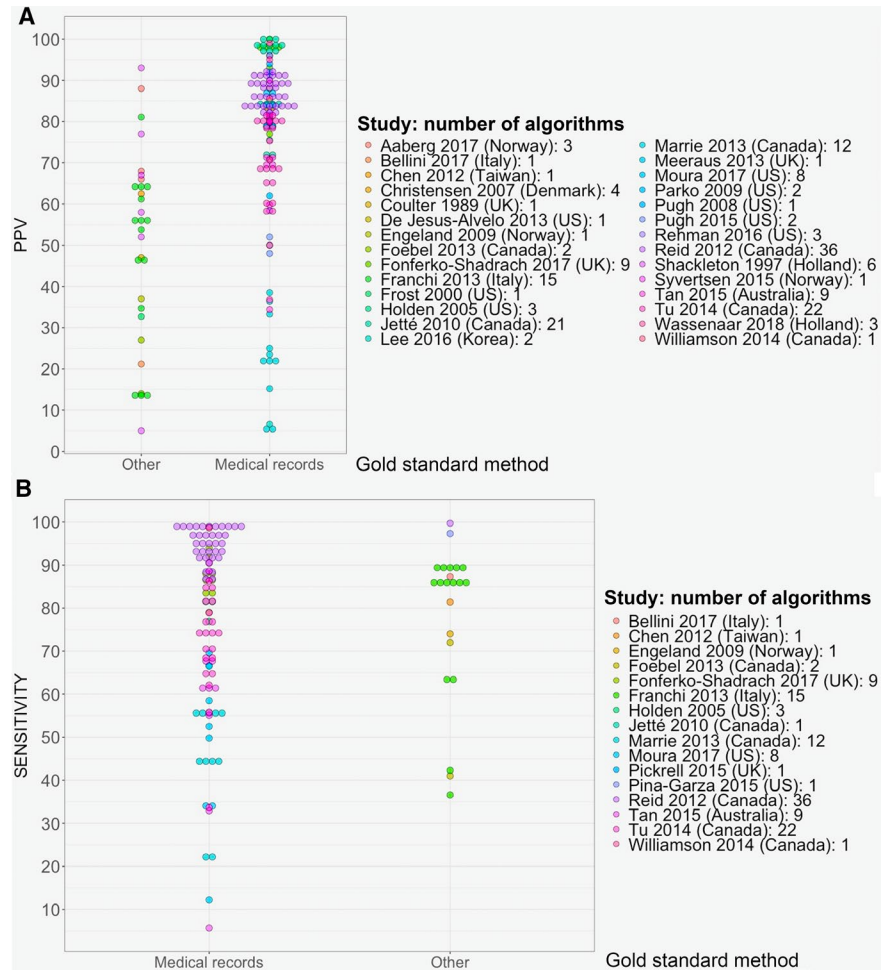 A
100
90
80
70
60
50
40
30
20
10
0
PPV
Other
Medical records
Gold standard method
Study: number of algorithms
Aaberg 2017 (Norway): 3
Bellini 2017 (Italy): 1
Chen 2012 (Taiwan): 1
Christensen 2007 (Denmark): 4
Coulter 1989 (UK): 1
De Jesus-Alvelo 2013 (US): 1
Engeland 2009 (Norway): 1
Foebel 2013 (Canada): 2
Fonferko-Shadrach 2017 (UK): 9
Franchi 2013 (Italy): 15
Frost 2000 (US): 1
Holden 2005 (US): 3
Jetté 2010 (Canada): 21
Lee 2016 (Korea): 2
Marrie 2013 (Canada): 12
Meeraus 2013 (UK): 1
Moura 2017 (US): 8
Parko 2009 (US): 2
Pugh 2008 (US): 1
Pugh 2015 (US): 2
Rehman 2016 (US): 3
Reid 2012 (Canada): 36
Shackleton 1997 (Holland): 6
Syvertsen 2015 (Norway): 1
Tan 2015 (Australia): 9
Tu 2014 (Canada): 22
Wassenaar 2018 (Holland): 3
Williamson 2014 (Canada): 1
B
100
90
80
70
60
50
40
30
20
10
SENSITIVITY
Medical records
Other
Gold standard method
Study: number of algorithms
Bellini 2017 (Italy): 1
Chen 2012 (Taiwan): 1
Engeland 2009 (Norway): 1
Foebel 2013 (Canada): 2
Fonferko-Shadrach 2017 (UK): 9
Franchi 2013 (Italy): 15
Holden 2005 (US): 3
Jetté 2010 (Canada): 1
Marrie 2013 (Canada): 12
Moura 2017 (US): 8
Pickrell 2015 (UK): 1
Pina-Garza 2015 (US): 1
Reid 2012 (Canada): 36
Tan 2015 (Australia): 9
Tu 2014 (Canada): 22
Williamson 2014 (Canada): 1